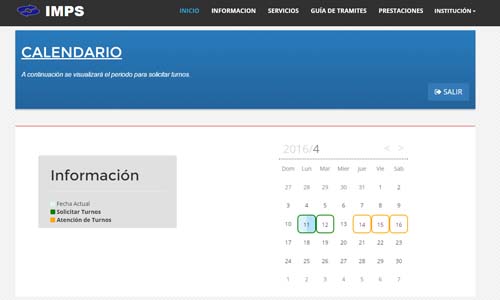 IMPS
INICIO INFORMACION SERVICIOS GUÍA DE TRAMITES PRESTACIONES INSTITUCIÓN
CALENDARIO
A continuación se visualizará el periodo para solicitar turnos.
SALIR
Información
Fecha Actual
Solicitar Turnos
Atención de Turnos
2016/4 < >
Dom Lun Mar Mier Jue Vie Sab
27 28 29 30 31 1 2
3 4 5 6 7 8 9
10 11 12 13 14 15 16
17 18 19 20 21 22 23
24 25 26 27 28 29 30
1 2 3 4 5 6 7